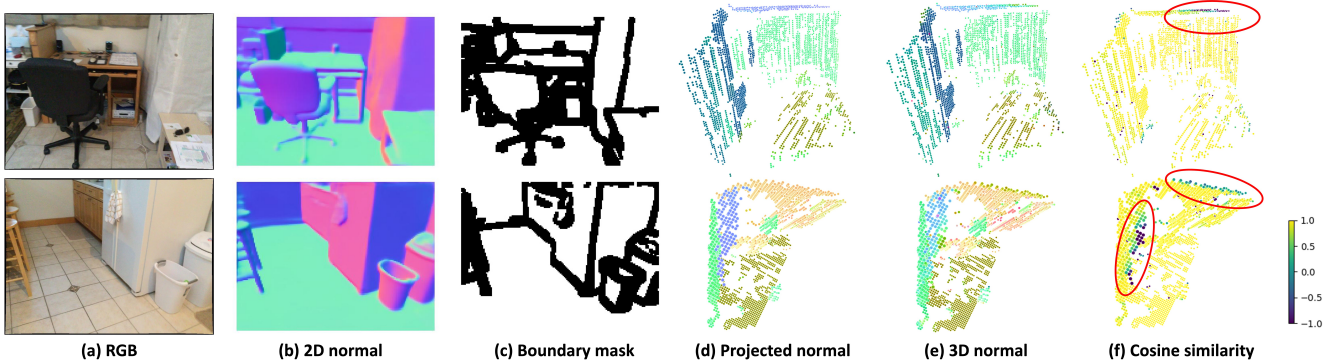 1.0
0.5
0.0
−0.5
−1.0
(a) RGB
(b) 2D normal
(c) Boundary mask
(d) Projected normal
(e) 3D normal
(f) Cosine similarity